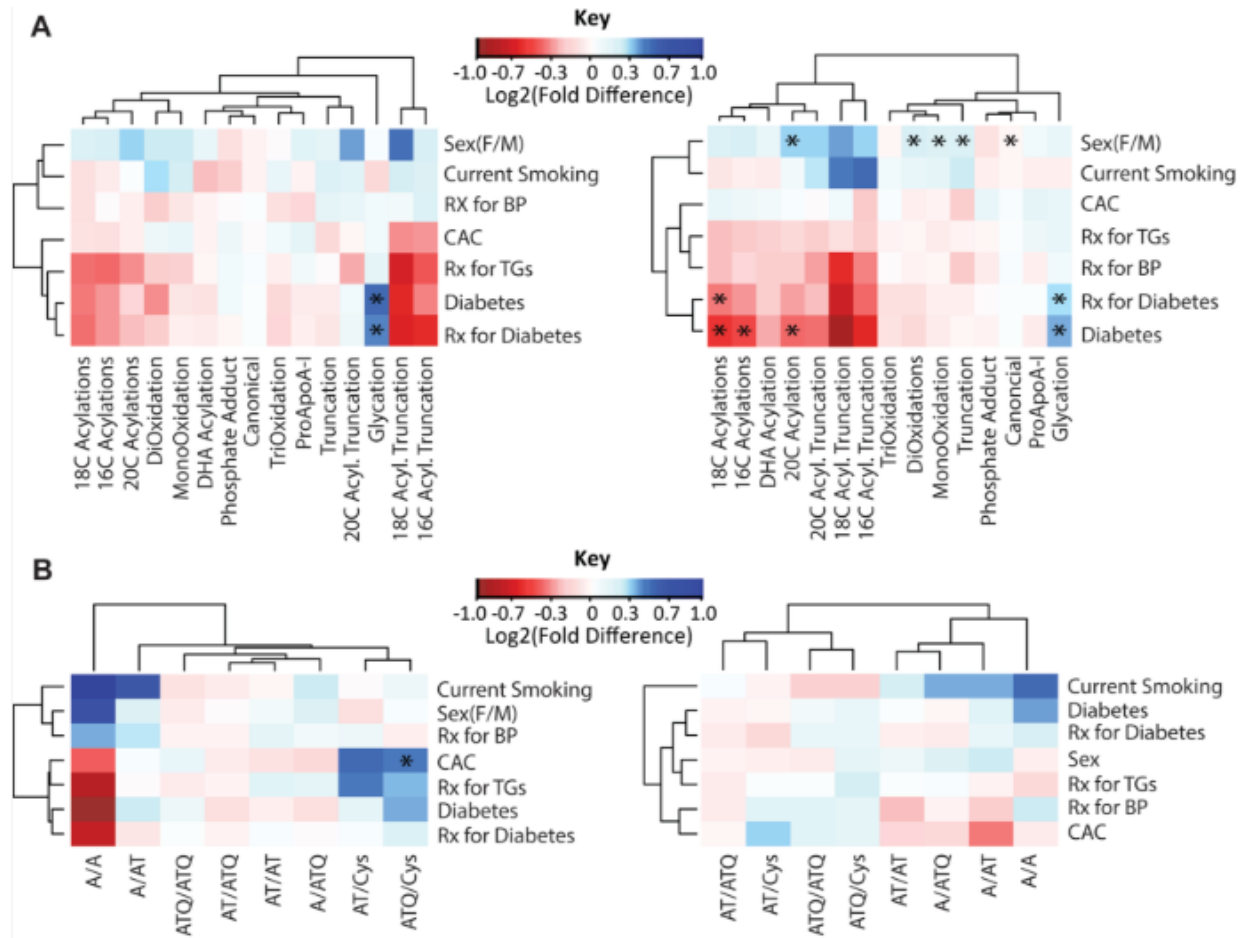 A
Key
-1.0 -0.7 -0.3 0 0.3 0.7 1.0
Log2(Fold Difference)
Sex(F/M)
Current Smoking
RX for BP
CAC
Rx for TGs
* Diabetes
* Rx for Diabetes
18C Acylations
16C Acylations
20C Acylations
DiOxidation
MonoOxidation
DHA Acylation
Phosphate Adduct
Canonical
TriOxidation
ProApoA-I
Truncation
20C Acyl. Truncation
Glycation
18C Acyl. Truncation
16C Acyl. Truncation
* * * * * Sex(F/M)
Current Smoking
CAC
Rx for TGs
Rx for BP
* * Rx for Diabetes
* * * * Diabetes
18C Acylations
16C Acylations
DHA Acylation
20C Acylation
20C Acyl. Truncation
18C Acyl. Truncation
16C Acyl. Truncation
TriOxidation
DiOxidations
MonoOxidation
Truncation
Phosphate Adduct
Canoncial
ProApoA-I
Glycation
B
Key
-1.0 -0.7 -0.3 0 0.3 0.7 1.0
Log2(Fold Difference)
Current Smoking
Sex(F/M)
Rx for BP
* CAC
Rx for TGs
Diabetes
Rx for Diabetes
A/A
A/AT
ATQ/ATQ
AT/ATQ
AT/AT
A/ATQ
AT/Cys
ATQ/Cys
Current Smoking
Diabetes
Rx for Diabetes
Sex
Rx for TGs
Rx for BP
CAC
AT/ATQ
AT/Cys
ATQ/ATQ
ATQ/Cys
AT/AT
A/ATQ
A/AT
A/A